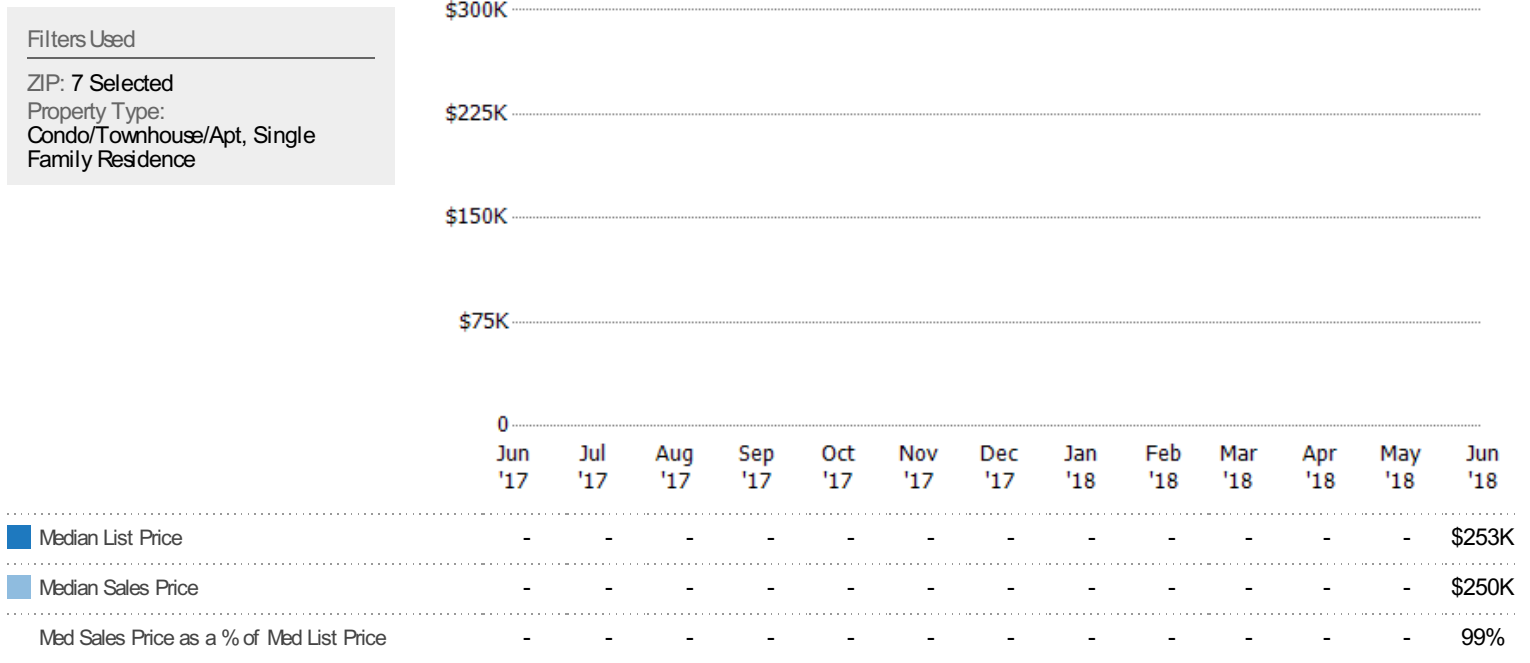 Filters Used
ZIP: 7 Selected
Property Type:
Condo/Townhouse/Apt, Single
Family Residence
$300K
$225K
$150K
$75K
0
Jun Jul Aug Sep Oct Nov Dec Jan Feb Mar Apr May Jun
'17 '17 '17 '17 '17 '17 '17 '18 '18 '18 '18 '18 '18
Median List Price - - - - - - - - - - - - $253K
Median Sales Price - - - - - - - - - - - - $250K
Med Sales Price as a % of Med List Price - - - - - - - - - - - - 99%